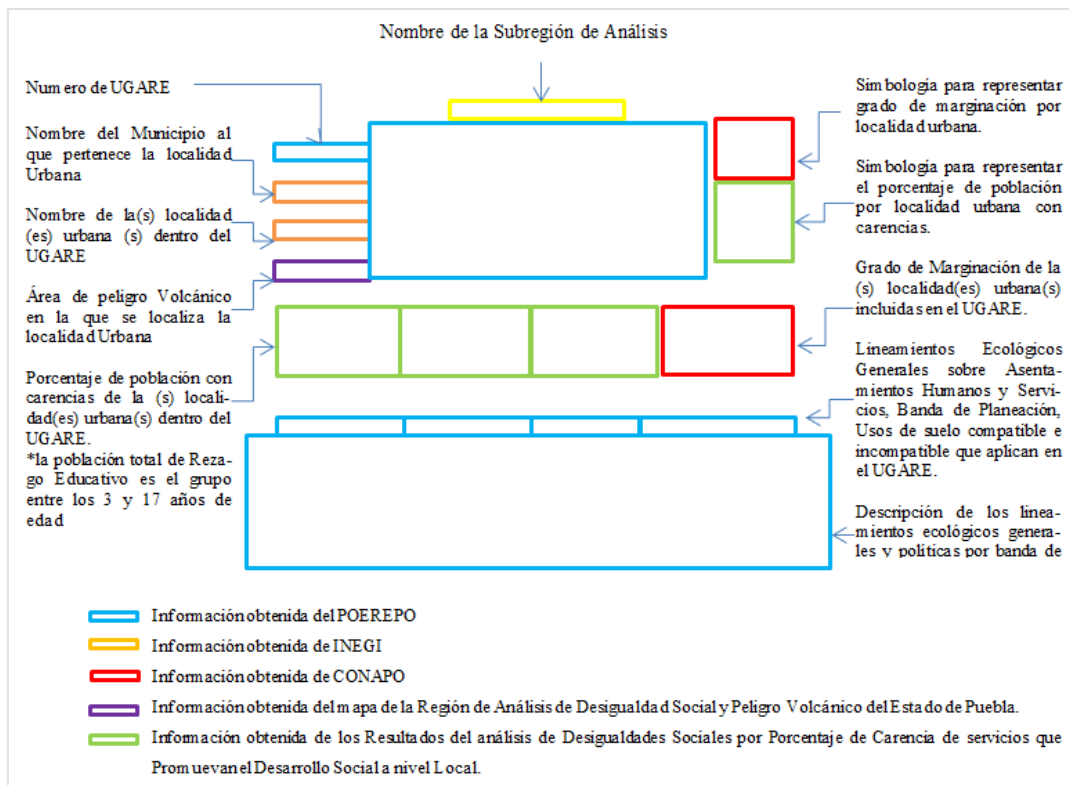 Nombre de la Subregión de Análisis
Numero de UGARE
Nombre del Municipio al
que pertenece la localidad
Urbana
Nombre de la(s) localidad
(es) urbana (s) dentro del
UGARE
Área de peligro Volcánico
en la que se localiza la
localidad Urbana
Porcentaje de población con
carencias de la (s) locali-
dad(es) urbana(s) dentro del
UGARE.
*la población total de Reza-
go Educativo es el grupo
entre los 3 y 17 años de
edad
Simbología para representar
grado de marginación por
localidad urbana.
Simbología para representar
el porcentaje de población
por localidad urbana con
carencias.
Grado de Marginación de la
(s) localidad(es) urbana(s)
incluidas en el UGARE.
Lineamientos Ecológicos
Generales sobre Asenta-
mientos Humanos y Servi-
cios, Banda de Planeación,
Usos de suelo compatible e
incompatible que aplican en
el UGARE.
Descripción de los linea-
mientos ecológicos genera-
les y políticas por banda de
Información obtenida del POEREPO
Información obtenida de INEGI
Información obtenida de CONAPO
Información obtenida del mapa de la Región de Análisis de Desigualdad Social y Peligro Volcánico del Estado de Puebla.
Información obtenida de los Resultados del análisis de Desigualdades Sociales por Porcentaje de Carencia de servicios que
Promuevan el Desarrollo Social a nivel Local.